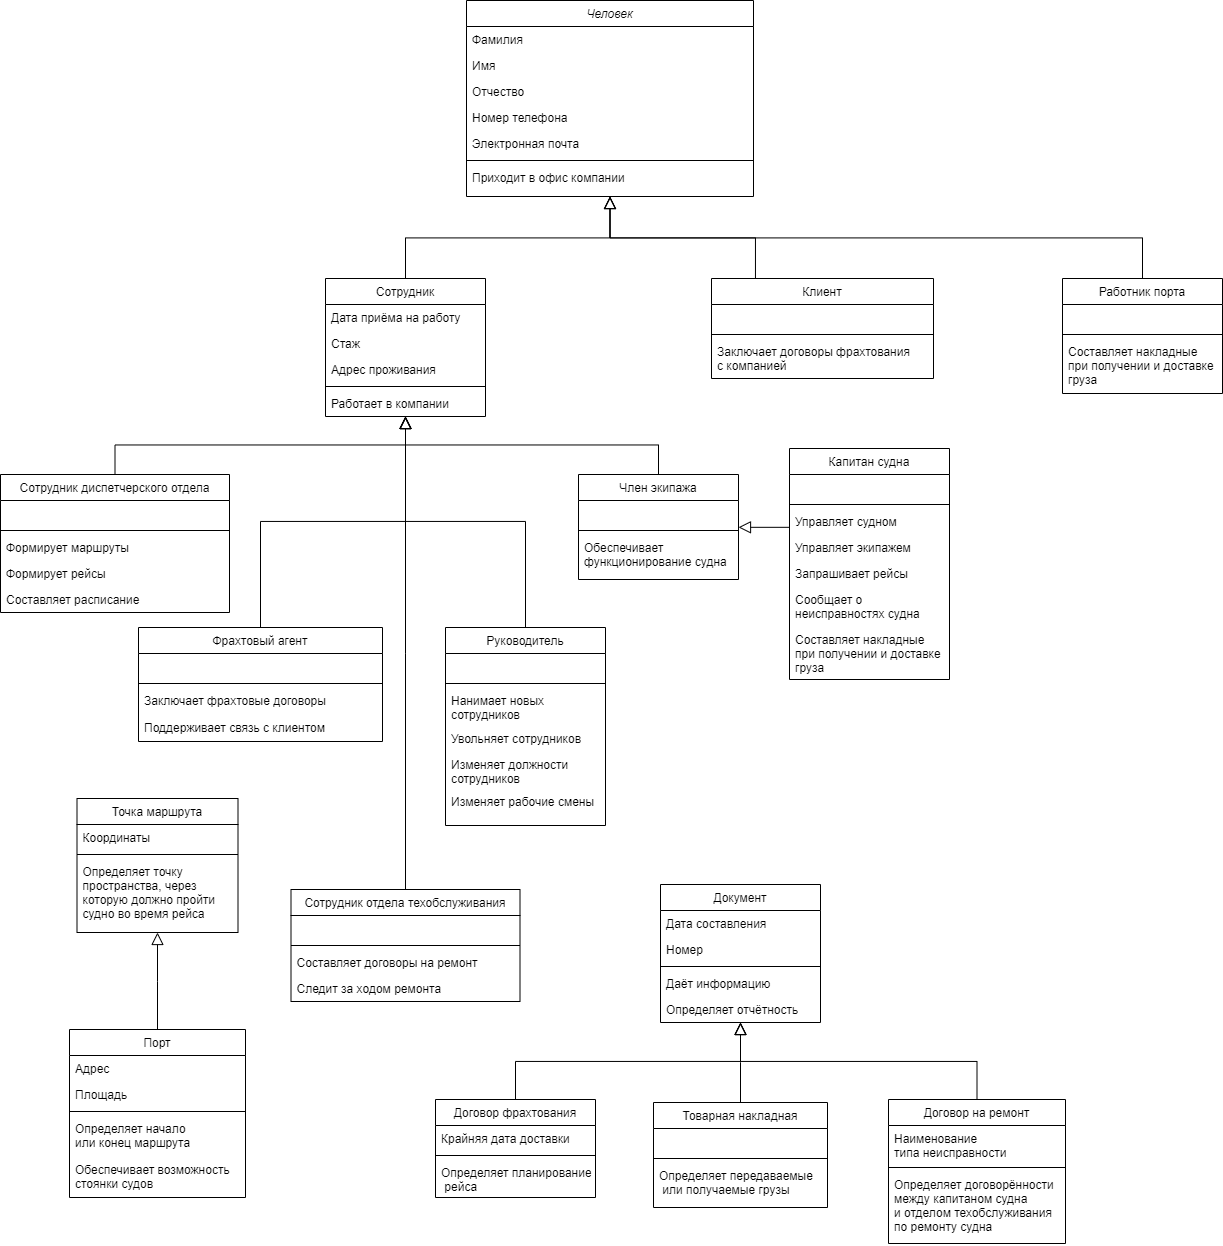 Человек
Фамилия
Имя
Отчество
Номер телефона
Электронная почта
Приходит в офис компании
Сотрудник
Дата приёма на работу
Стаж
Адрес проживания
Работает в компании
Клиент
Заключает договоры фрахтования
с компанией
Работник порта
Составляет накладные
при получении и доставке
груза
Сотрудник диспетчерского отдела
Формирует маршруты
Формирует рейсы
Составляет расписание
Член экипажа
Обеспечивает
функционирование судна
Капитан судна
Управляет судном
Управляет экипажем
Запрашивает рейсы
Сообщает о
неисправностях судна
Составляет накладные
при получении и доставке
груза
Фрахтовый агент
Заключает фрахтовые договоры
Поддерживает связь с клиентом
Руководитель
Нанимает новых
сотрудников
Увольняет сотрудников
Изменяет должности
сотрудников
Изменяет рабочие смены
Точка маршрута
Координаты
Определяет точку
пространства, через
которую должно пройти
судно во время рейса
Сотрудник отдела техобслуживания
Составляет договоры на ремонт
Следит за ходом ремонта
Документ
Дата составления
Номер
Даёт информацию
Определяет отчётность
Порт
Адрес
Площадь
Определяет начало
или конец маршрута
Обеспечивает возможность
стоянки судов
Договор фрахтования
Крайняя дата доставки
Определяет планирование
рейса
Товарная накладная
Определяет передаваемые
или получаемые грузы
Договор на ремонт
Наименование
типа неисправности
Определяет договорённости
между капитаном судна
и отделом техобслуживания
по ремонту судна